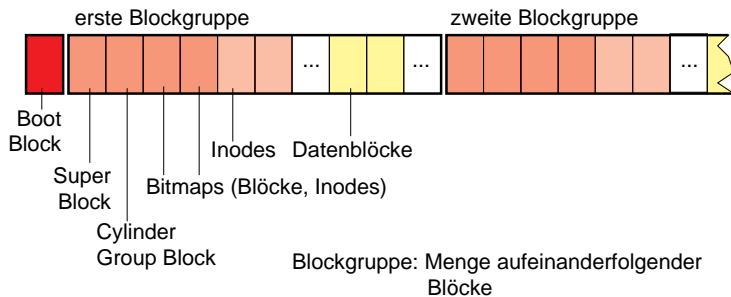 erste Blockgruppe
zweite Blockgruppe
...
...
...
Boot
Block
Inodes
Datenblöcke
Super
Block
Bitmaps (Blöcke, Inodes)
Cylinder
Group Block
Blockgruppe: Menge aufeinanderfolgender
Blöcke